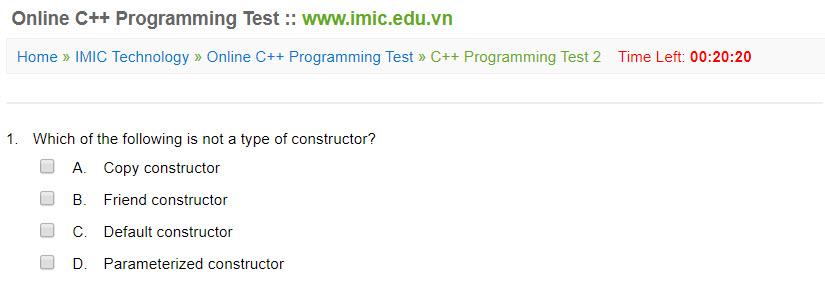 Online C++ Programming Test :: www.imic.edu.vn
Home » IMIC Technology » Online C++ Programming Test » C++ Programming Test 2 Time Left: 00:20:20
1. Which of the following is not a type of constructor?
A. Copy constructor
B. Friend constructor
C. Default constructor
D. Parameterized constructor